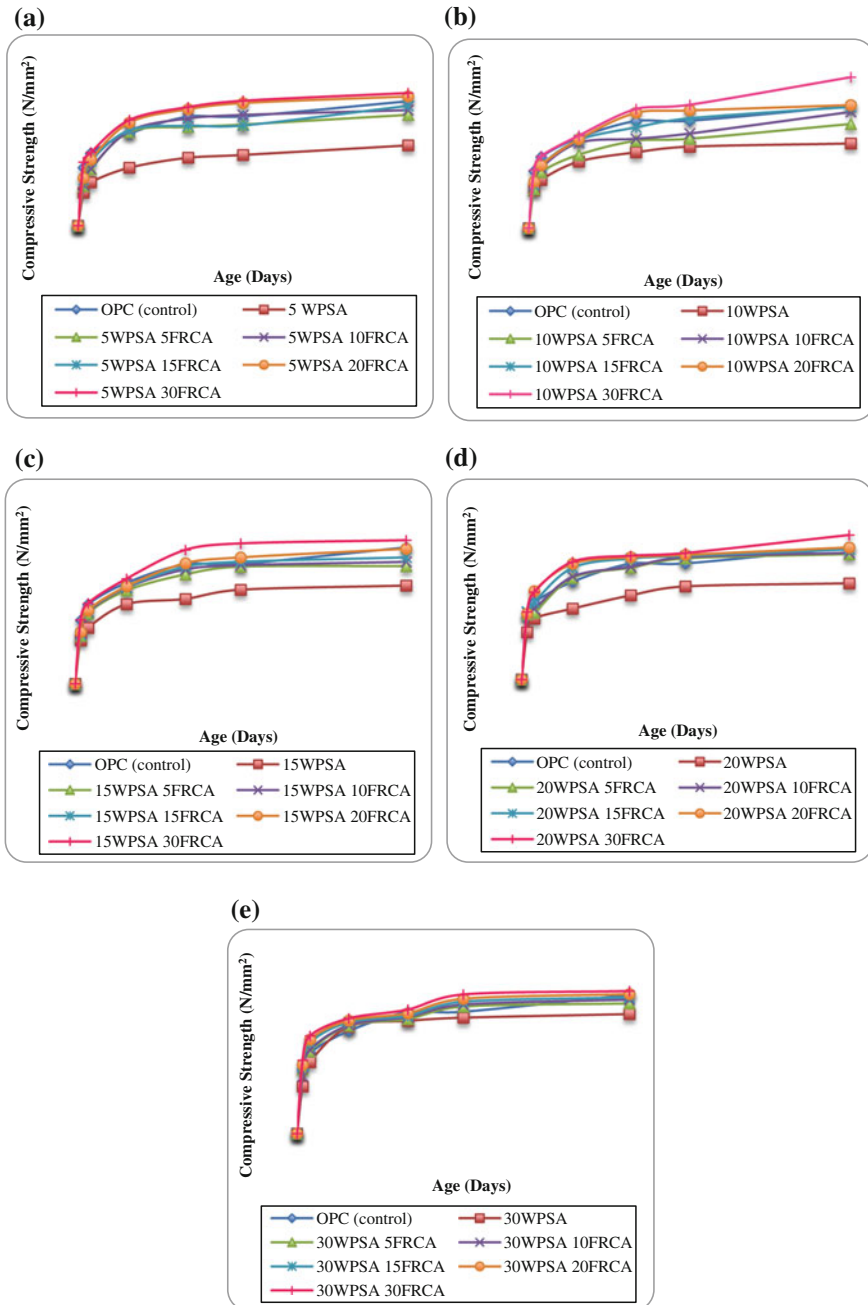 (a)
Compressive Strength (N/mm²)
Age (Days)
OPC (control)
5 WPSA
5WPSA 5FRCA
5WPSA 10FRCA
5WPSA 15FRCA
5WPSA 20FRCA
5WPSA 30FRCA
(b)
Compressive Strength (N/mm²)
Age (Days)
OPC (control)
10WPSA
10WPSA 5FRCA
10WPSA 10FRCA
10WPSA 15FRCA
10WPSA 20FRCA
10WPSA 30FRCA
(c)
Compressive Strength (N/mm²)
Age (Days)
OPC (control)
15WPSA
15WPSA 5FRCA
15WPSA 10FRCA
15WPSA 15FRCA
15WPSA 20FRCA
15WPSA 30FRCA
(d)
Compressive Strength (N/mm²)
Age (Days)
OPC (control)
20WPSA
20WPSA 5FRCA
20WPSA 10FRCA
20WPSA 15FRCA
20WPSA 20FRCA
20WPSA 30FRCA
(e)
Compressive Strength (N/mm²)
Age (Days)
OPC (control)
30WPSA
30WPSA 5FRCA
30WPSA 10FRCA
30WPSA 15FRCA
30WPSA 20FRCA
30WPSA 30FRCA